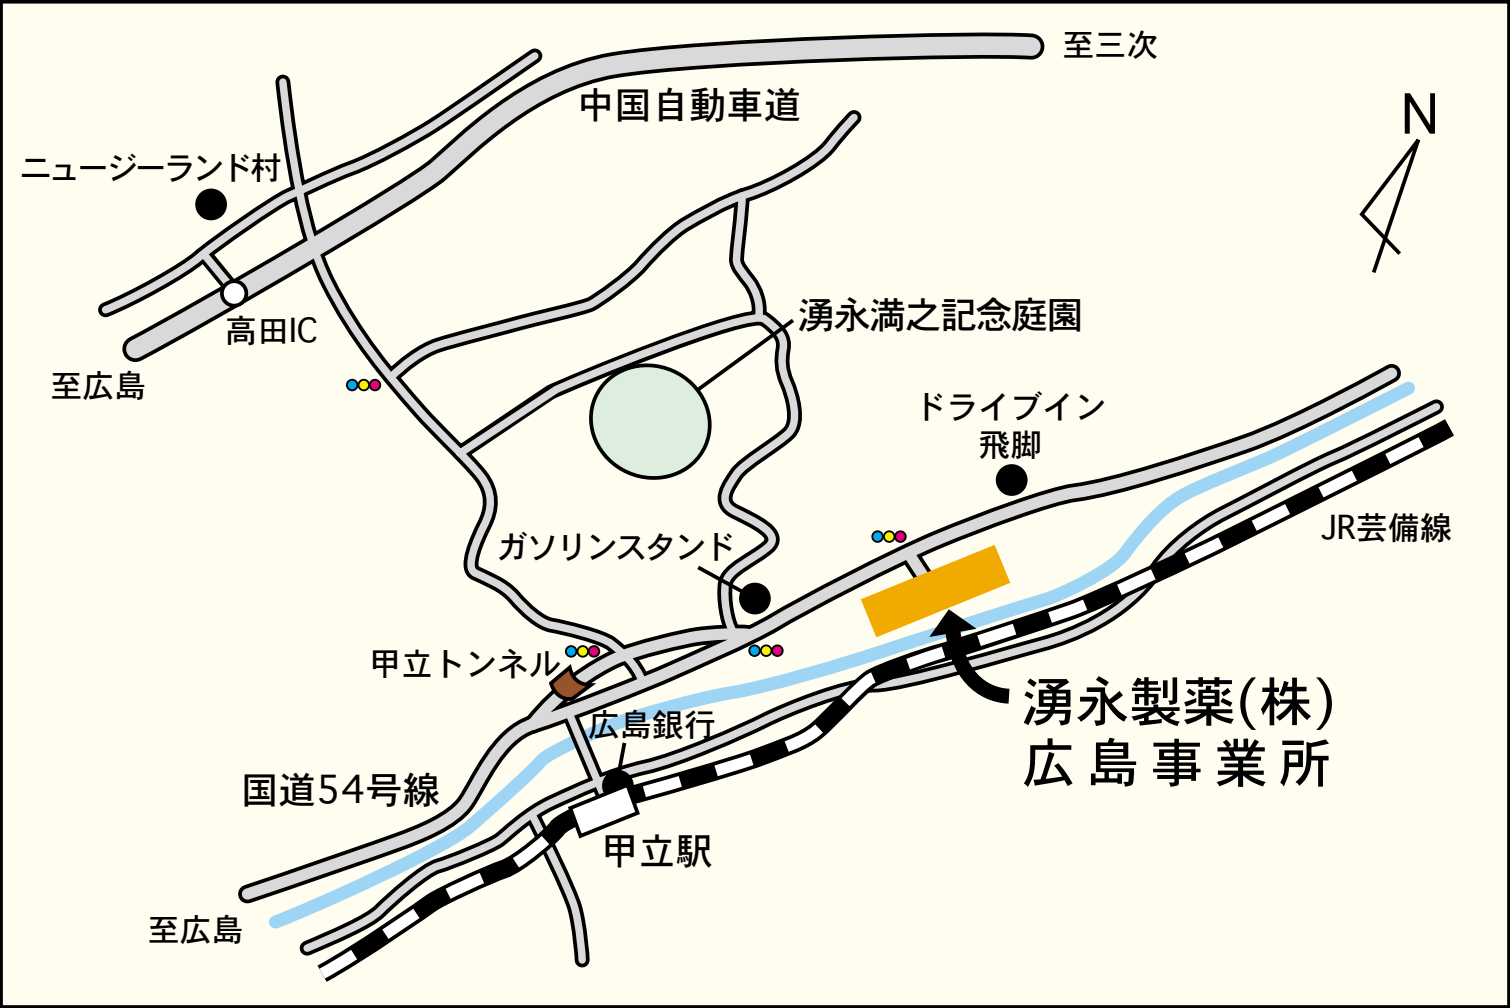 至三次
中国自動車道
N
ニュージーランド村
高田IC
至広島
湧永満之記念庭園
ドライブイン
飛脚
JR芸備線
ガソリンスタンド
甲立トンネル
広島銀行
湧永製薬(株)
広島事業所
国道54号線
甲立駅
至広島